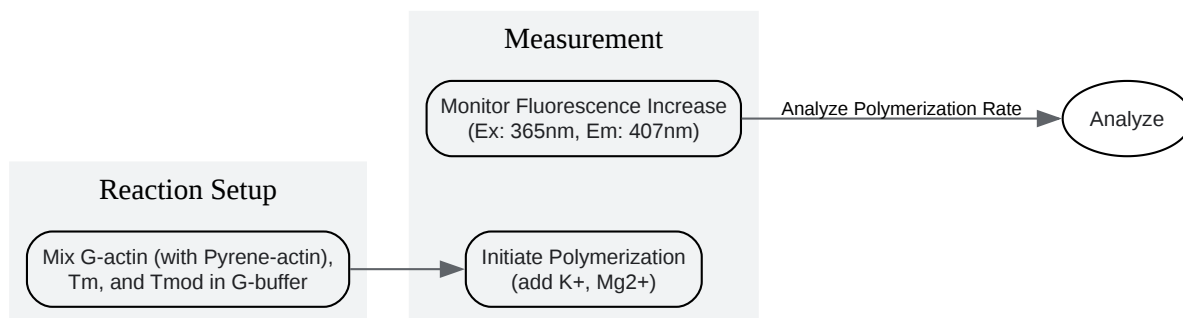 Measurement
Monitor Fluorescence Increase
(Ex: 365nm, Em: 407nm)
Analyze Polymerization Rate
Analyze
Reaction Setup
Mix G-actin (with Pyrene-actin),
Tm, and Tmod in G-buffer
Initiate Polymerization
(add K+, Mg2+)